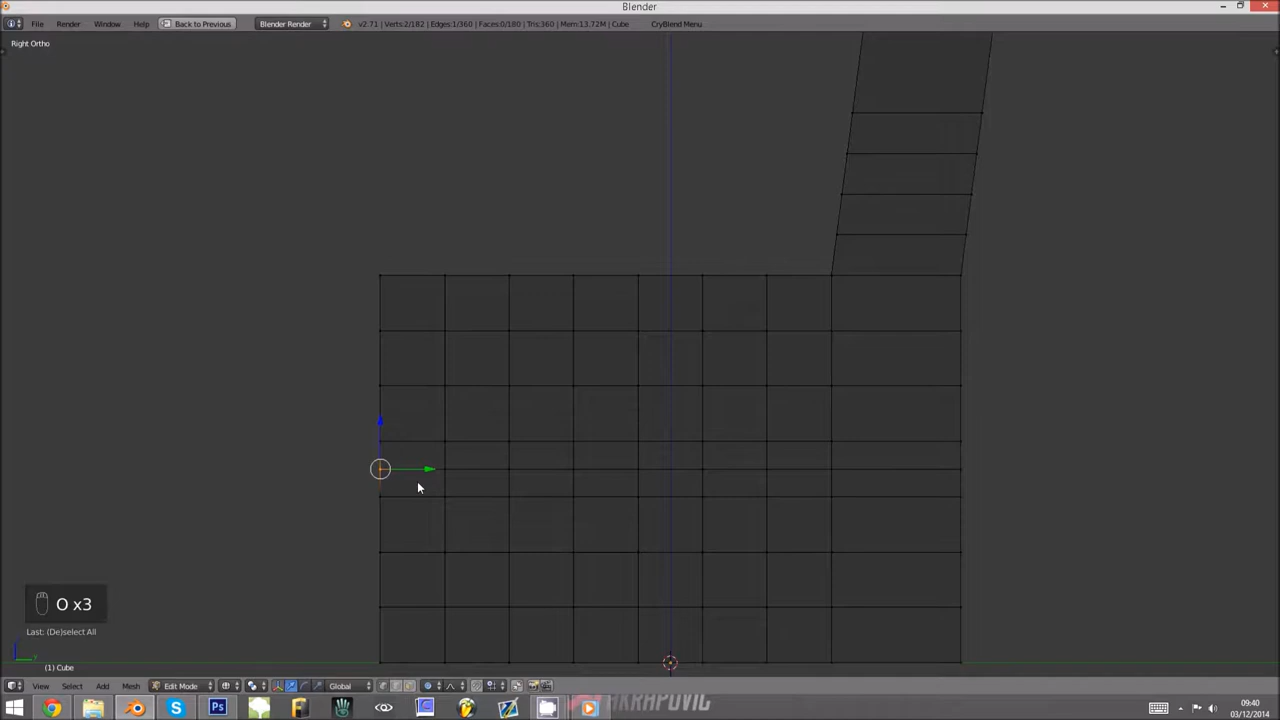 Blender
File Render Window Help Back to Previous Blender Render v2.71 | Verts:2/182 | Edges:1/360 | Faces:0/180 | Tris:360 | Mem:13.72M | Cube CryBlend Menu
Right Ortho
O x3
Last: (De)select All
(1) Cube
View Select Add Mesh Edit Mode Global
AKRAPOVIC
09:40
03/12/2014